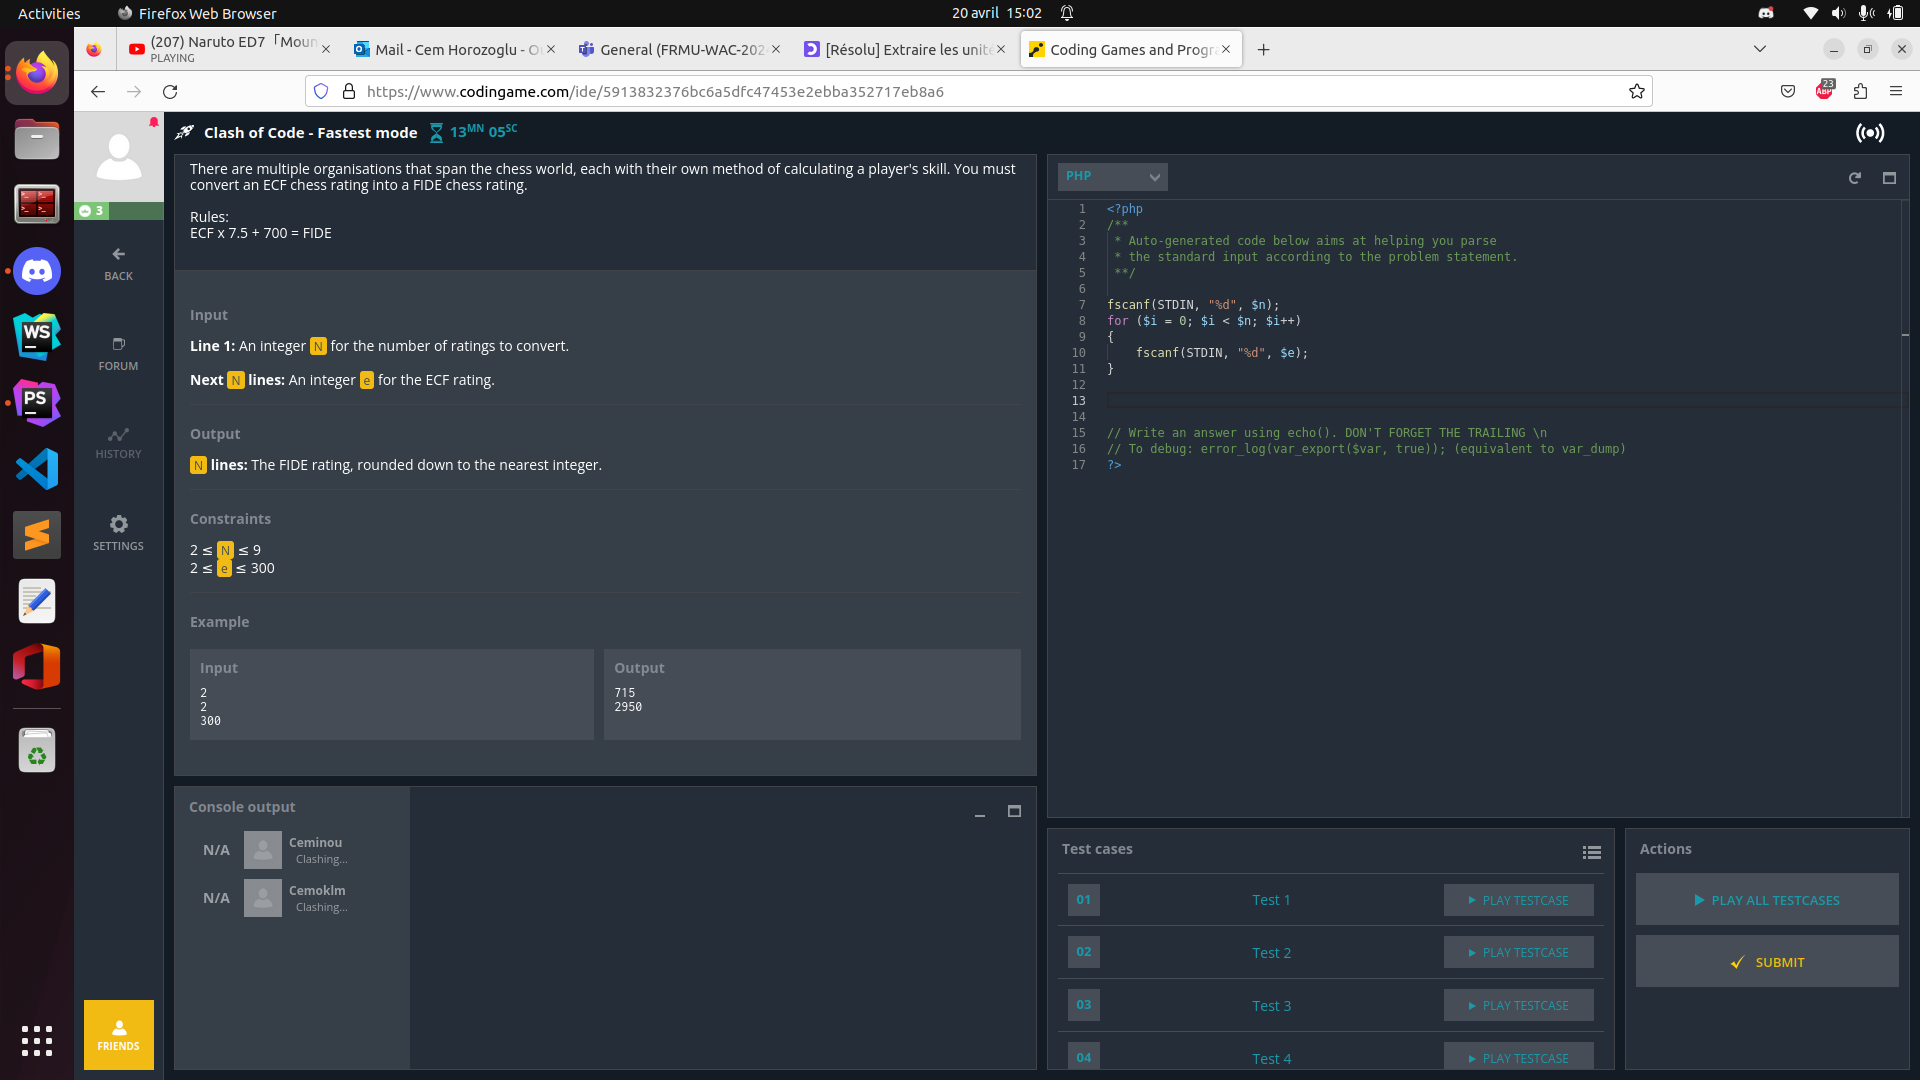 Activities
Firefox Web Browser
20 avril 15:02
(207) Naruto ED7「Moun
PLAYING
Mail - Cem Horozoglu - O
General (FRMU-WAC-202
[Résolu] Extraire les unité
Coding Games and Progra
https://www.codingame.com/ide/5913832376bc6a5dfc47453e2ebba352717eb8a6
23
ABP
Clash of Code - Fastest mode
13MN 05SC
3
BACK
FORUM
HISTORY
SETTINGS
FRIENDS
There are multiple organisations that span the chess world, each with their own method of calculating a player's skill. You must
convert an ECF chess rating into a FIDE chess rating.
Rules:
ECF x 7.5 + 700 = FIDE
Input
Line 1: An integer N for the number of ratings to convert.
Next N lines: An integer e for the ECF rating.
Output
N lines: The FIDE rating, rounded down to the nearest integer.
Constraints
2 ≤ N ≤ 9
2 ≤ e ≤ 300
Example
Input
2
2
300
Output
715
2950
Console output
N/A
Ceminou
Clashing...
N/A
Cemoklm
Clashing...
PHP
1 <?php
2 /**
3 * Auto-generated code below aims at helping you parse
4 * the standard input according to the problem statement.
5 **/
6
7 fscanf(STDIN, "%d", $n);
8 for ($i = 0; $i < $n; $i++)
9 {
10 fscanf(STDIN, "%d", $e);
11 }
12
13
14
15 // Write an answer using echo(). DON'T FORGET THE TRAILING \n
16 // To debug: error_log(var_export($var, true)); (equivalent to var_dump)
17 ?>
Test cases
01 Test 1 PLAY TESTCASE
02 Test 2 PLAY TESTCASE
03 Test 3 PLAY TESTCASE
04 Test 4 PLAY TESTCASE
Actions
PLAY ALL TESTCASES
SUBMIT
WS
PS